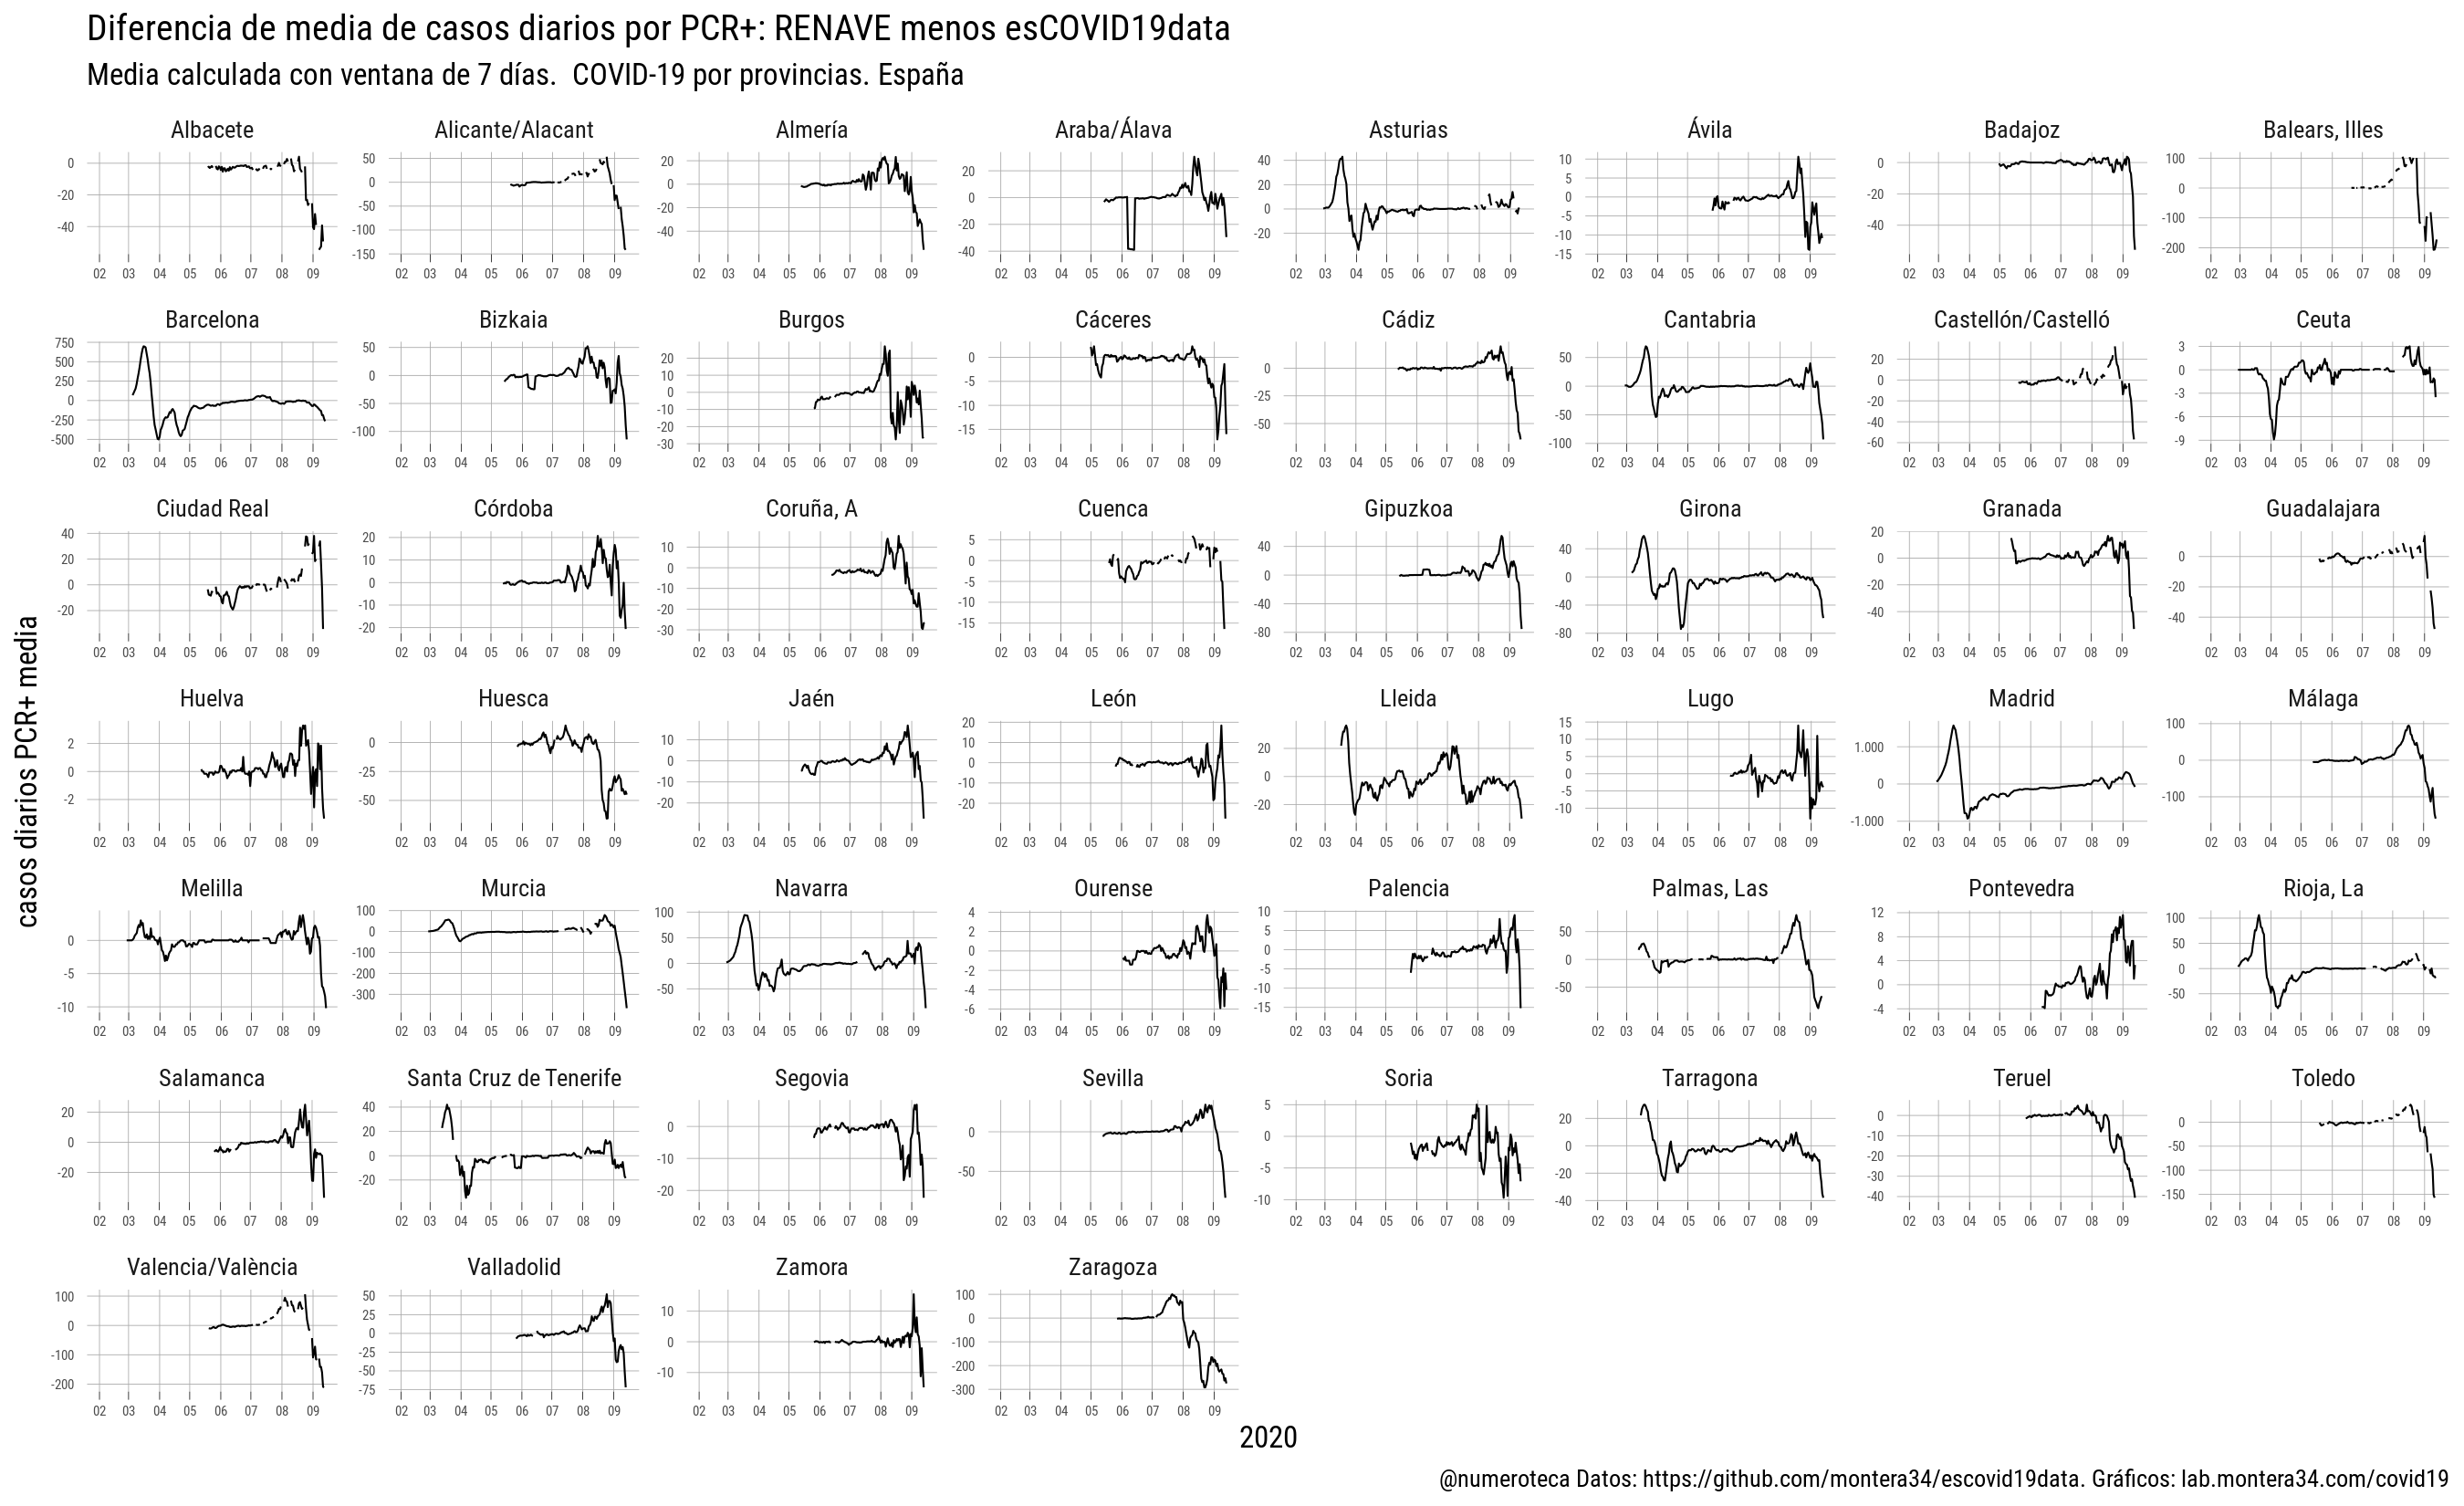 Diferencia de media de casos diarios por PCR+: RENAVE menos esCOVID19data
Media calculada con ventana de 7 días.  COVID-19 por provincias. España
casos diarios PCR+ media
Albacete Alicante/Alacant Almería Araba/Álava Asturias Ávila Badajoz Balears, Illes
0 -20 -40
50 0 -50 -100 -150
20 0 -20 -40
20 0 -20 -40
40 20 0 -20
10 5 0 -5 -10 -15
0 -20 -40
100 0 -100 -200
02 03 04 05 06 07 08 09 02 03 04 05 06 07 08 09 02 03 04 05 06 07 08 09 02 03 04 05 06 07 08 09 02 03 04 05 06 07 08 09 02 03 04 05 06 07 08 09 02 03 04 05 06 07 08 09 02 03 04 05 06 07 08 09
Barcelona Bizkaia Burgos Cáceres Cádiz Cantabria Castellón/Castelló Ceuta
750 500 250 0 -250 -500
50 0 -50 -100
20 10 0 -10 -20 -30
0 -5 -10 -15
0 -25 -50
50 0 -50 -100
20 0 -20 -40 -60
3 0 -3 -6 -9
02 03 04 05 06 07 08 09 02 03 04 05 06 07 08 09 02 03 04 05 06 07 08 09 02 03 04 05 06 07 08 09 02 03 04 05 06 07 08 09 02 03 04 05 06 07 08 09 02 03 04 05 06 07 08 09 02 03 04 05 06 07 08 09
Ciudad Real Córdoba Coruña, A Cuenca Gipuzkoa Girona Granada Guadalajara
40 20 0 -20
20 10 0 -10 -20
10 0 -10 -20 -30
5 0 -5 -10 -15
40 0 -40 -80
40 0 -40 -80
20 0 -20 -40
0 -20 -40
02 03 04 05 06 07 08 09 02 03 04 05 06 07 08 09 02 03 04 05 06 07 08 09 02 03 04 05 06 07 08 09 02 03 04 05 06 07 08 09 02 03 04 05 06 07 08 09 02 03 04 05 06 07 08 09 02 03 04 05 06 07 08 09
Huelva Huesca Jaén León Lleida Lugo Madrid Málaga
2 0 -2
0 -25 -50
10 0 -10 -20
20 10 0 -10 -20
20 0 -20
15 10 5 0 -5 -10
1.000 0 -1.000
100 0 -100
02 03 04 05 06 07 08 09 02 03 04 05 06 07 08 09 02 03 04 05 06 07 08 09 02 03 04 05 06 07 08 09 02 03 04 05 06 07 08 09 02 03 04 05 06 07 08 09 02 03 04 05 06 07 08 09 02 03 04 05 06 07 08 09
Melilla Murcia Navarra Ourense Palencia Palmas, Las Pontevedra Rioja, La
0 -5 -10
100 0 -100 -200 -300
100 50 0 -50
4 2 0 -2 -4 -6
10 5 0 -5 -10 -15
50 0 -50
12 8 4 0 -4
100 50 0 -50
02 03 04 05 06 07 08 09 02 03 04 05 06 07 08 09 02 03 04 05 06 07 08 09 02 03 04 05 06 07 08 09 02 03 04 05 06 07 08 09 02 03 04 05 06 07 08 09 02 03 04 05 06 07 08 09 02 03 04 05 06 07 08 09
Salamanca Santa Cruz de Tenerife Segovia Sevilla Soria Tarragona Teruel Toledo
20 0 -20
40 20 0 -20
0 -10 -20
0 -50
5 0 -5 -10
20 0 -20 -40
0 -10 -20 -30 -40
0 -50 -100 -150
02 03 04 05 06 07 08 09 02 03 04 05 06 07 08 09 02 03 04 05 06 07 08 09 02 03 04 05 06 07 08 09 02 03 04 05 06 07 08 09 02 03 04 05 06 07 08 09 02 03 04 05 06 07 08 09 02 03 04 05 06 07 08 09
Valencia/València Valladolid Zamora Zaragoza
100 0 -100 -200
50 25 0 -25 -50 -75
10 0 -10
100 0 -100 -200 -300
02 03 04 05 06 07 08 09 02 03 04 05 06 07 08 09 02 03 04 05 06 07 08 09 02 03 04 05 06 07 08 09
2020
@numeroteca Datos: https://github.com/montera34/escovid19data. Gráficos: lab.montera34.com/covid19